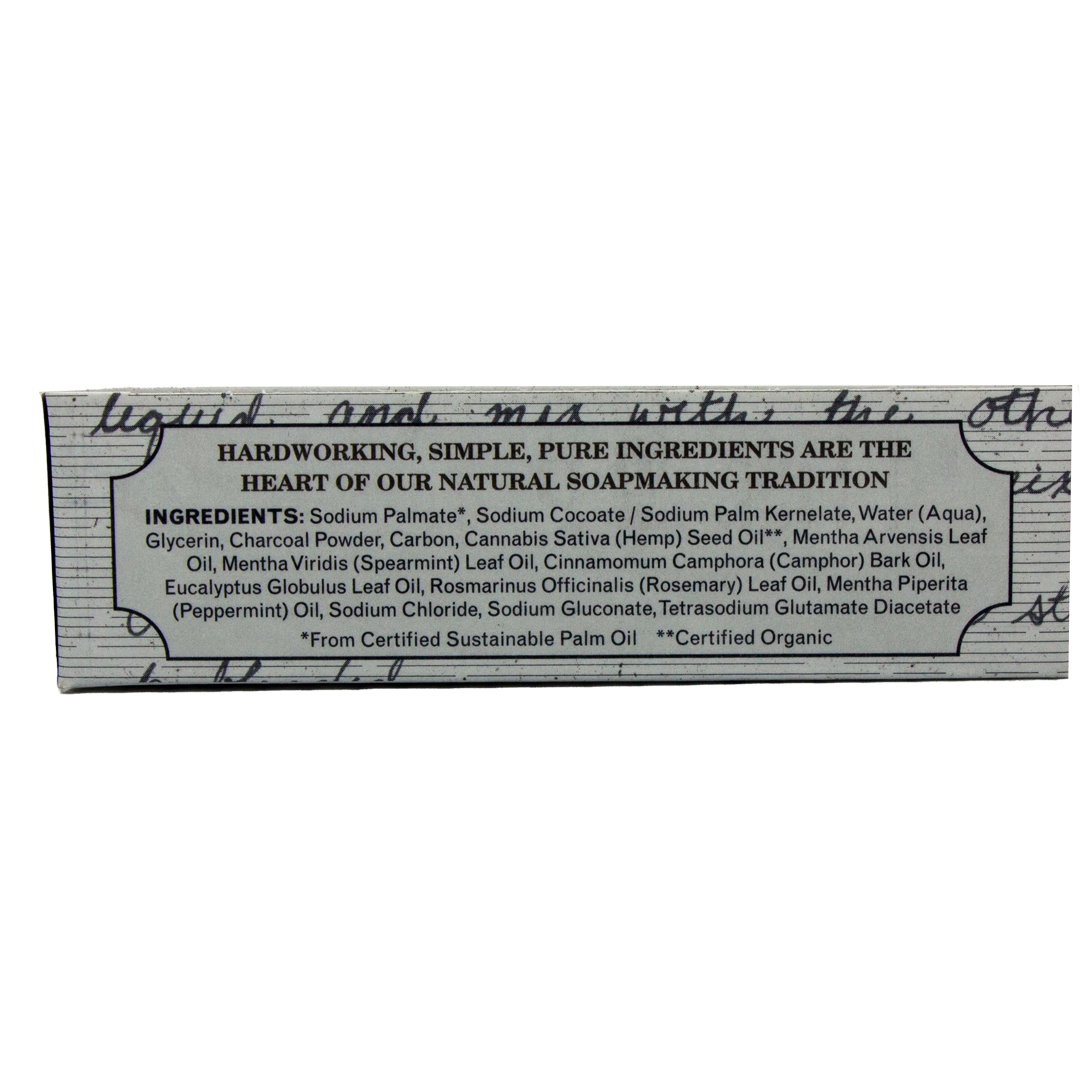 liquid and mix with the
HARDWORKING, SIMPLE, PURE INGREDIENTS ARE THE
HEART OF OUR NATURAL SOAPMAKING TRADITION
INGREDIENTS: Sodium Palmate*, Sodium Cocoate / Sodium Palm Kernelate, Water (Aqua),
Glycerin, Charcoal Powder, Carbon, Cannabis Sativa (Hemp) Seed Oil**, Mentha Arvensis Leaf
Oil, Mentha Viridis (Spearmint) Leaf Oil, Cinnamomum Camphora (Camphor) Bark Oil,
Eucalyptus Globulus Leaf Oil, Rosmarinus Officinalis (Rosemary) Leaf Oil, Mentha Piperita
(Peppermint) Oil, Sodium Chloride, Sodium Gluconate, Tetrasodium Glutamate Diacetate
*From Certified Sustainable Palm Oil **Certified Organic